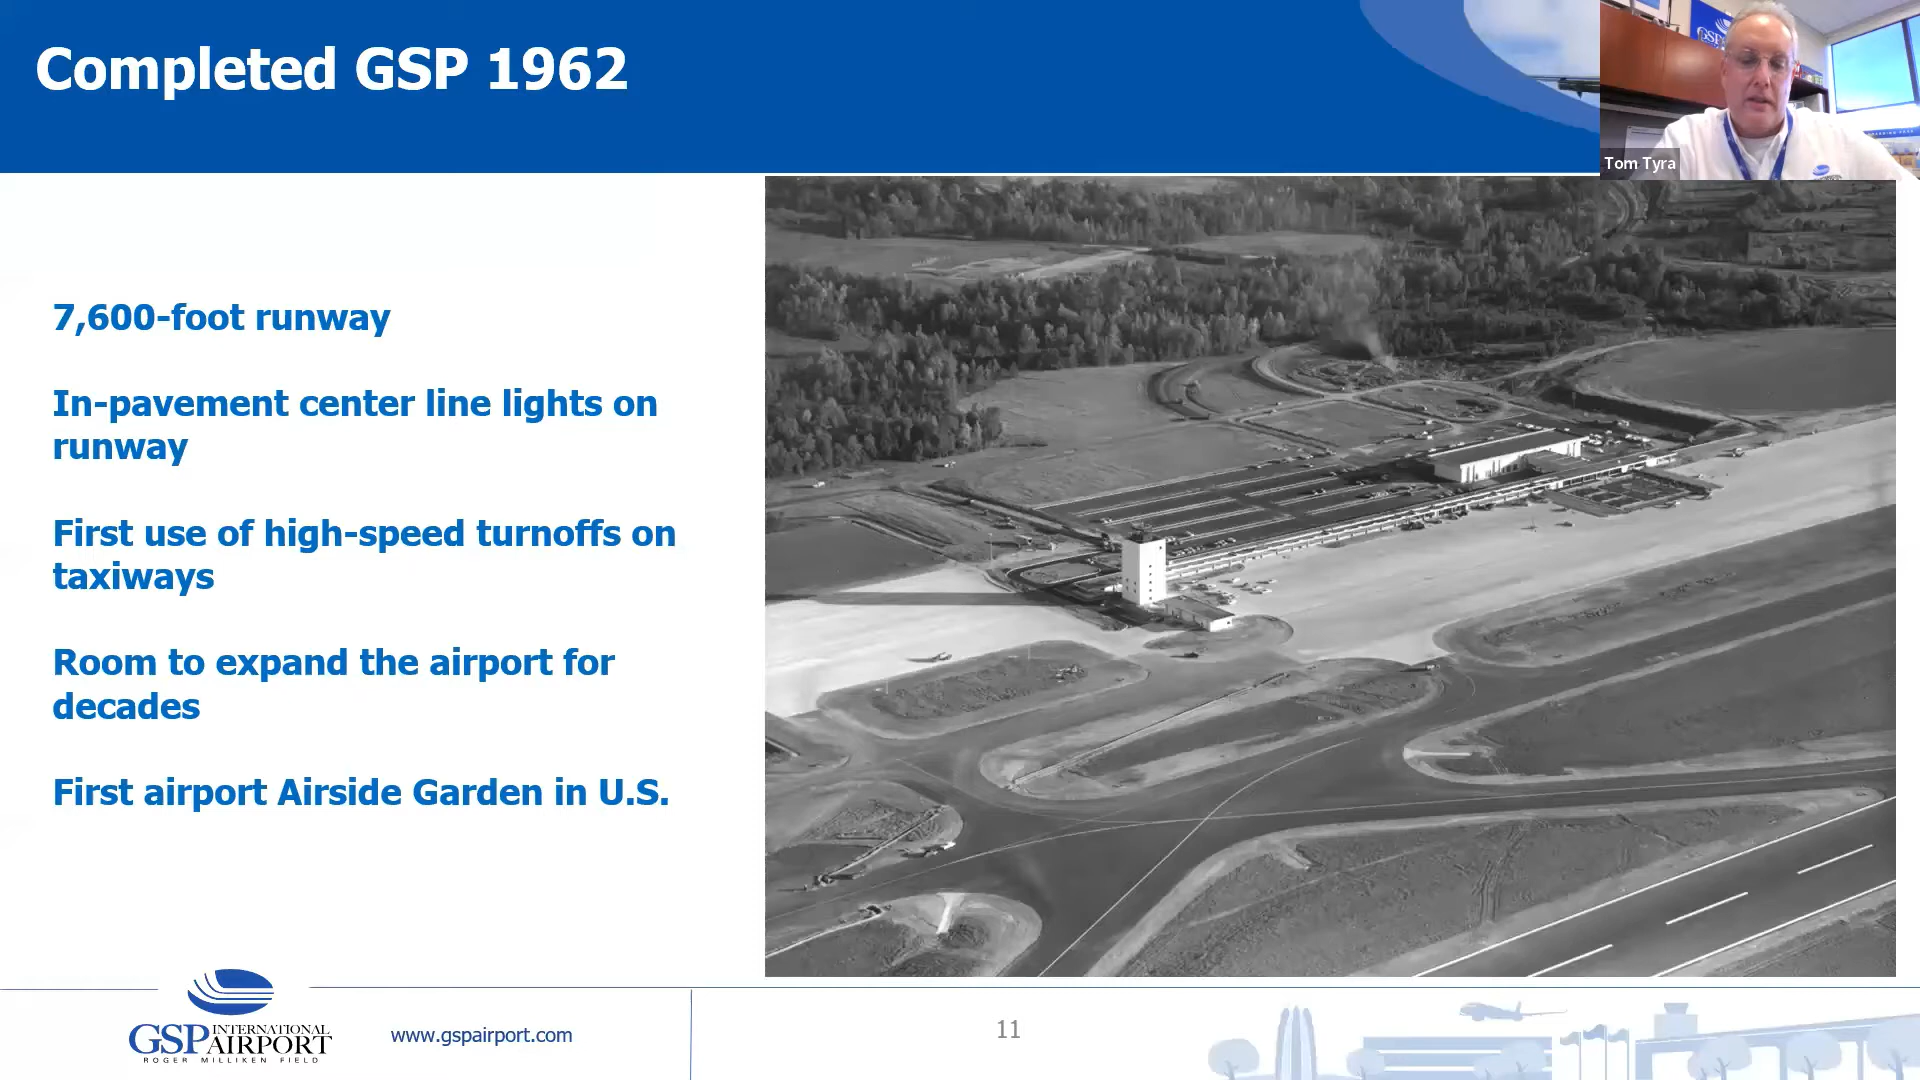 Completed GSP 1962
GSP
Tom Tyra
7,600-foot runway
In-pavement center line lights on
runway
First use of high-speed turnoffs on
taxiways
Room to expand the airport for
decades
First airport Airside Garden in U.S.
GSP INTERNATIONAL
AIRPORT
ROGER MILLIKEN FIELD
www.gspairport.com
11